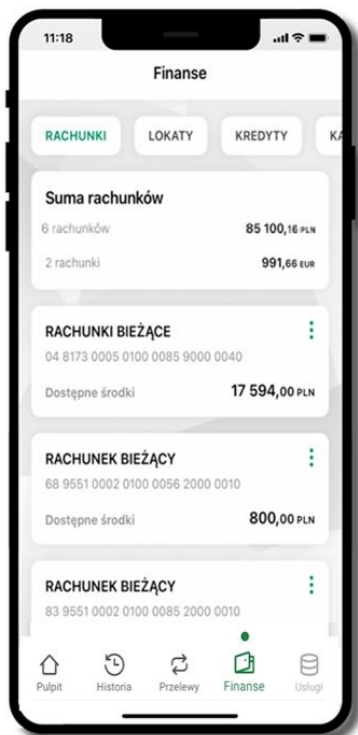 11:18
Finanse
RACHUNKI LOKATY KREDYTY KA
Suma rachunków
6 rachunków 85 100,16 PLN
2 rachunki 991,66 EUR
RACHUNKI BIEŻĄCE
04 8173 0005 0100 0085 9000 0040
Dostępne środki 17 594,00 PLN
RACHUNEK BIEŻĄCY
68 9551 0002 0100 0056 2000 0010
Dostępne środki 800,00 PLN
RACHUNEK BIEŻĄCY
83 9551 0002 0100 0085 2000 0010
Pulpit Historia Przelewy Finanse Usługi